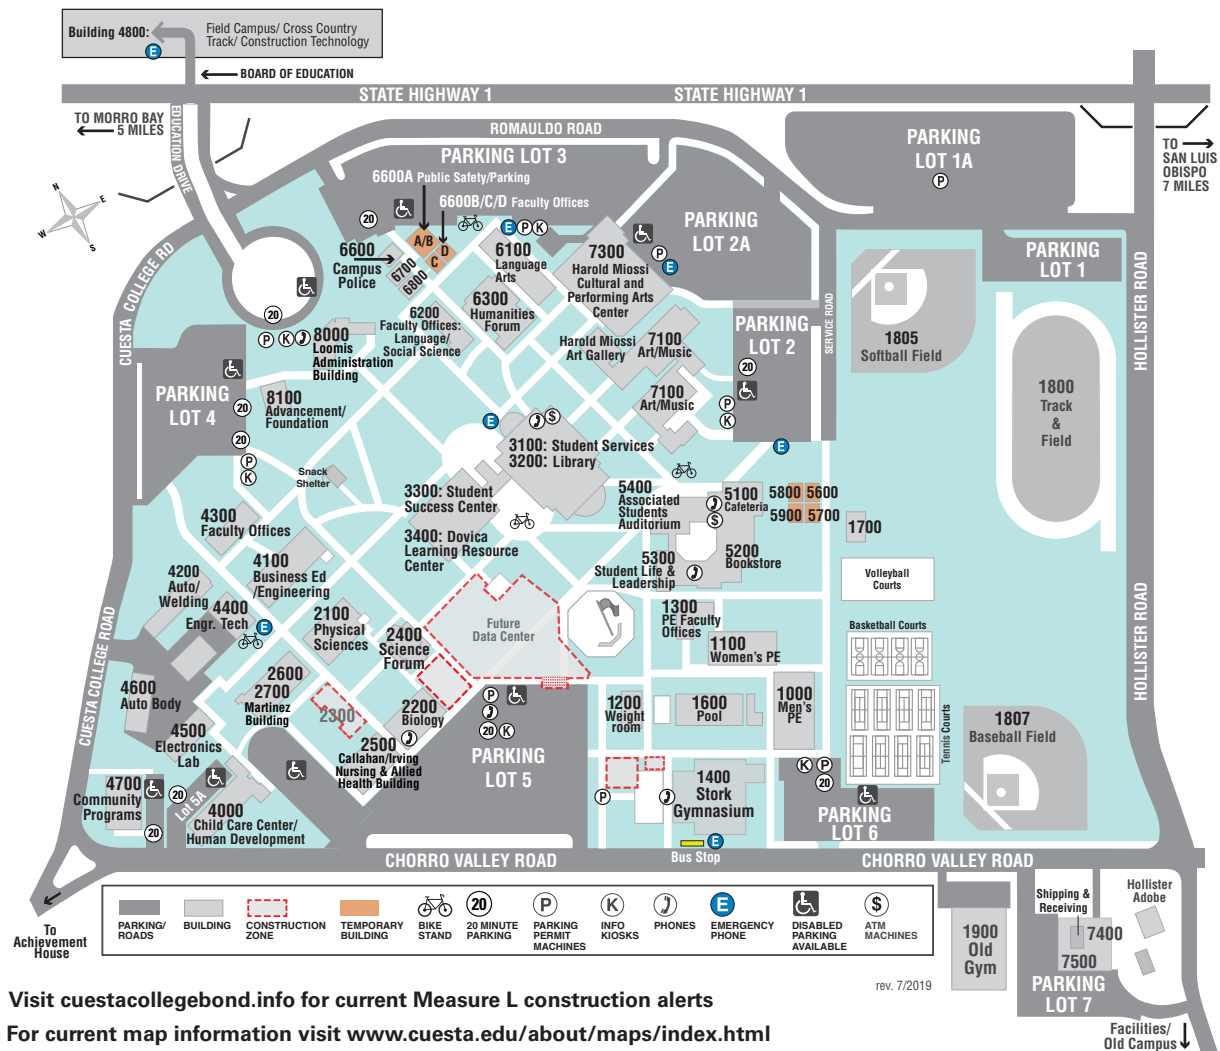 Building 4800:
Field Campus/ Cross Country
Track/ Construction Technology
E
BOARD OF EDUCATION
STATE HIGHWAY 1
STATE HIGHWAY 1
TO MORRO BAY
5 MILES
EDUCATION DRIVE
ROMAULDO ROAD
PARKING LOT 3
PARKING
LOT 1A
P
TO
SAN LUIS
OBISPO
7 MILES
N
E
W
S
6600A Public Safety/Parking
6600B/C/D Faculty Offices
20
A/B
D
C
E P K
PARKING
LOT 2A
P
E
PARKING
LOT 1
6600
Campus
Police
6700
6800
6100
Language
Arts
7300
Harold Miossi
Cultural and
Performing Arts
Center
6300
Humanities
Forum
6200
Faculty Offices:
Language/
Social Science
CUESTA COLLEGE RD
20
P K
8000
Loomis
Administration
Building
Harold Miossi
Art Gallery
7100
Art/Music
7100
Art/Music
PARKING
LOT 2
20
P
K
SERVICE ROAD
1805
Softball Field
HOLLISTER ROAD
1800
Track
&
Field
PARKING
LOT 4
20
20
P
K
8100
Advancement/
Foundation
E
$
3100: Student Services
3200: Library
E
Snack
Shelter
3300: Student
Success Center
3400: Dovica
Learning Resource
Center
5400
Associated
Students
Auditorium
5100
Cafeteria
$
5800 5600
5900 5700
1700
5300
Student Life &
Leadership
5200
Bookstore
4300
Faculty Offices
4100
Business Ed
/Engineering
4200
Auto/
Welding
4400
Engr. Tech
E
2100
Physical
Sciences
2400
Science
Forum
Future
Data Center
Volleyball
Courts
1300
PE Faculty
Offices
1100
Women's PE
Basketball Courts
HOLLISTER ROAD
CUESTA COLLEGE ROAD
4600
Auto Body
2600
2700
Martinez
Building
2300
2200
Biology
P
20 K
1200
Weight
room
1600
Pool
1000
Men's
PE
Tennis Courts
1807
Baseball Field
4500
Electronics
Lab
2500
Callahan/Irving
Nursing & Allied
Health Building
PARKING
LOT 5
4700
Community
Programs
20
20
Lot 5A
4000
Child Care Center/
Human Development
P
1400
Stork
Gymnasium
E
Bus Stop
K P
20
PARKING
LOT 6
CHORRO VALLEY ROAD
CHORRO VALLEY ROAD
To
Achievement
House
PARKING/
ROADS
BUILDING
CONSTRUCTION
ZONE
TEMPORARY
BUILDING
BIKE
STAND
20
20 MINUTE
PARKING
P
PARKING
PERMIT
MACHINES
K
INFO
KIOSKS
PHONES
E
EMERGENCY
PHONE
DISABLED
PARKING
AVAILABLE
$
ATM
MACHINES
1900
Old
Gym
Shipping &
Receiving
7400
7500
PARKING
LOT 7
Hollister
Adobe
Facilities/
Old Campus
rev. 7/2019
Visit cuestacollegebond.info for current Measure L construction alerts
For current map information visit www.cuesta.edu/about/maps/index.html